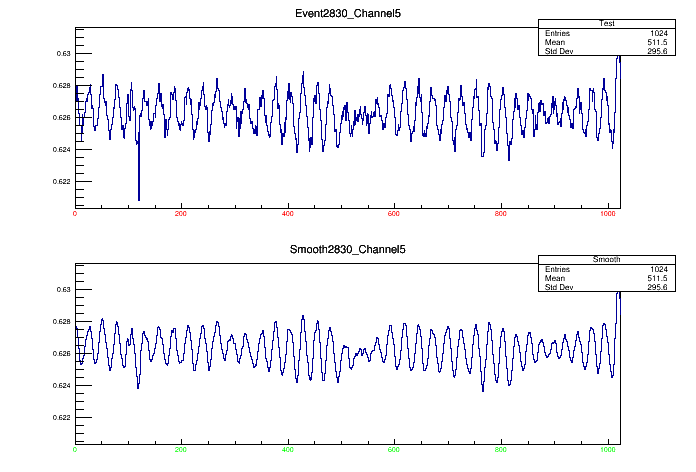 Event2830_Channel5
Test
Entries 1024
Mean 511.5
Std Dev 295.6
0.63
0.628
0.626
0.624
0.622
0 200 400 600 800 1000
Smooth2830_Channel5
Smooth
Entries 1024
Mean 511.5
Std Dev 295.6
0.63
0.628
0.626
0.624
0.622
0 200 400 600 800 1000